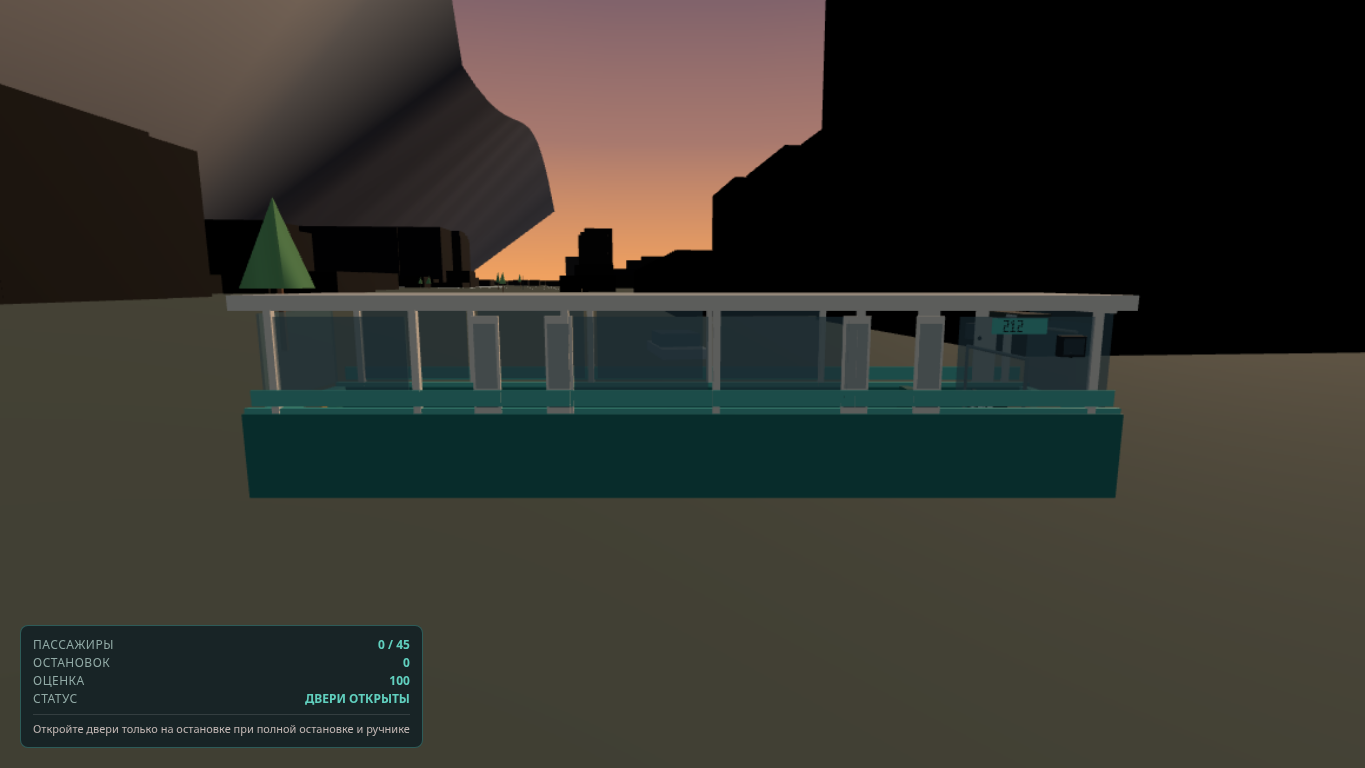 212
ПАССАЖИРЫ 0 / 45
ОСТАНОВОК 0
ОЦЕНКА 100
СТАТУС ДВЕРИ ОТКРЫТЫ
Откройте двери только на остановке при полной остановке и ручнике